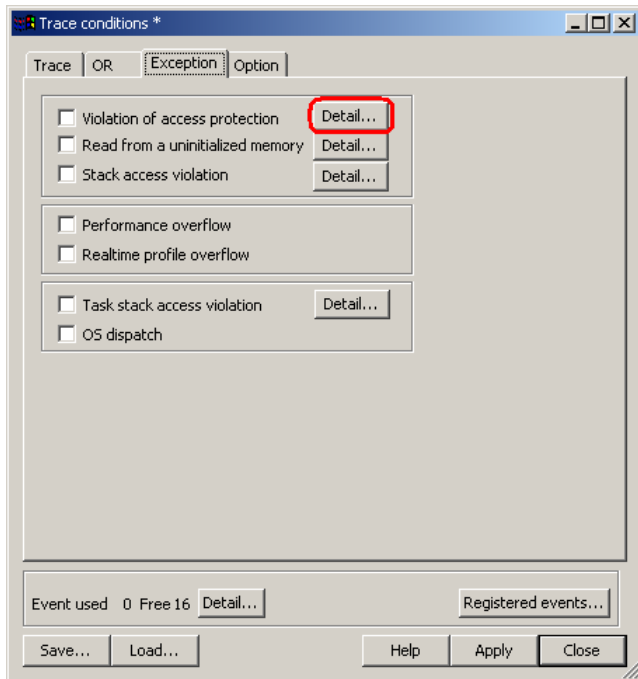 Trace conditions *
Trace OR Exception Option
Violation of access protection Detail...
Read from a uninitialized memory Detail...
Stack access violation Detail...
Performance overflow
Realtime profile overflow
Task stack access violation Detail...
OS dispatch
Event used 0 Free 16 Detail... Registered events...
Save... Load... Help Apply Close